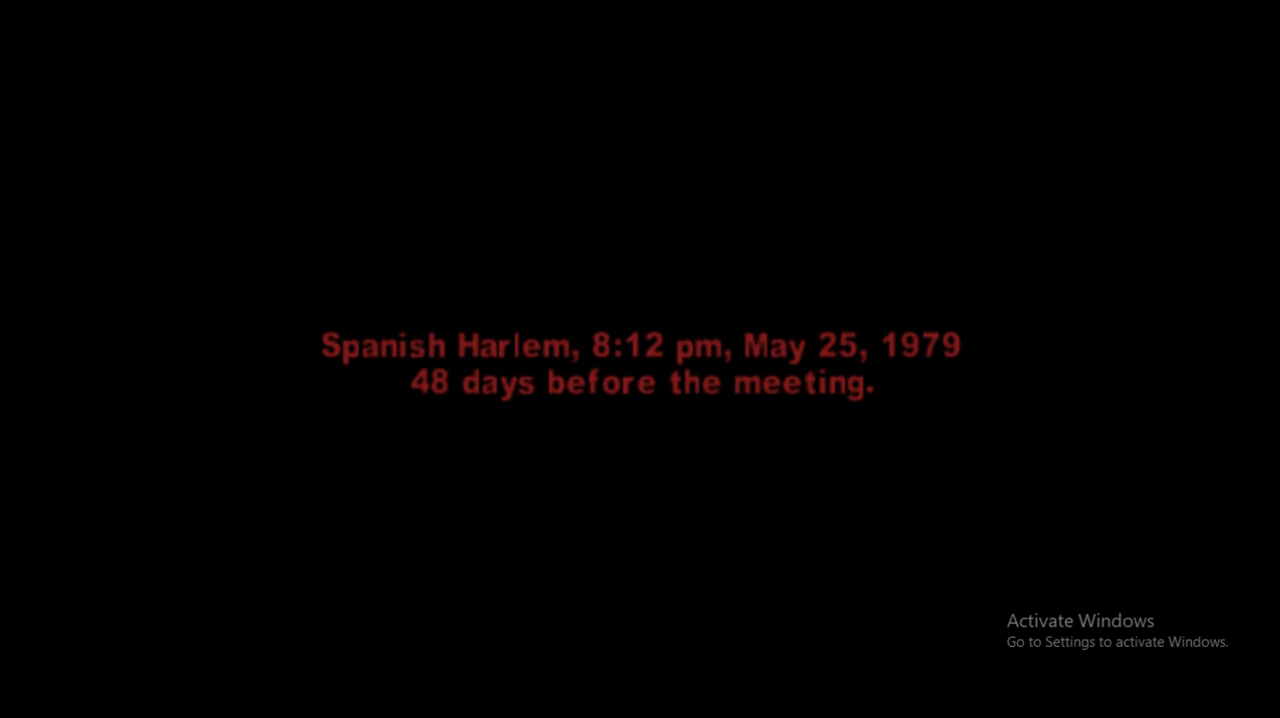 Spanish Harlem, 8:12 pm, May 25, 1979
48 days before the meeting.
Activate Windows
Go to Settings to activate Windows.